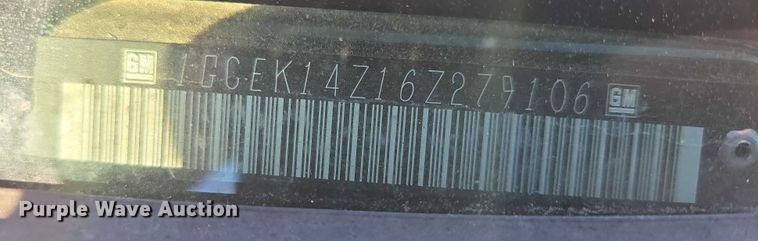 GM 1GCEK14Z16Z279106 GM
Purple Wave Auction